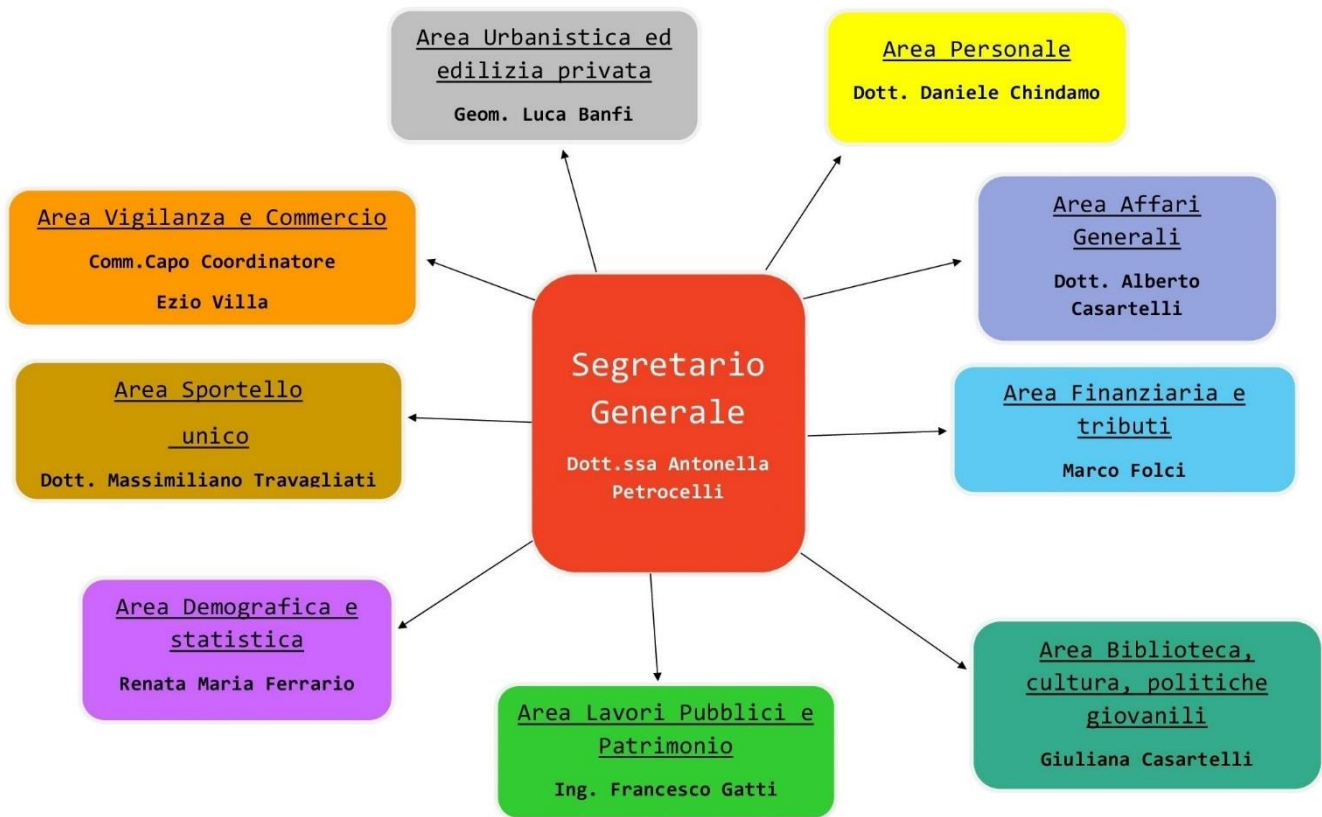 Area Urbanistica ed
edilizia privata
Geom. Luca Banfi
Area Personale
Dott. Daniele Chindamo
Area Vigilanza e Commercio
Comm.Capo Coordinatore
Ezio Villa
Area Affari
Generali
Dott. Alberto
Casartelli
Segretario
Generale
Dott.ssa Antonella
Petrocelli
Area Sportello
unico
Dott. Massimiliano Travagliati
Area Finanziaria e
tributi
Marco Folci
Area Demografica e
statistica
Renata Maria Ferrario
Area Lavori Pubblici e
Patrimonio
Ing. Francesco Gatti
Area Biblioteca,
cultura, politiche
giovanili
Giuliana Casartelli